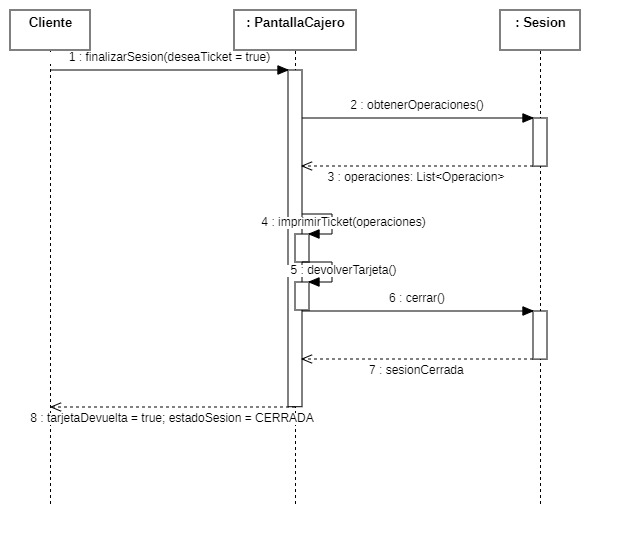 Cliente
: PantallaCajero
: Sesion
1 : finalizarSesion(deseaTicket = true)
2 : obtenerOperaciones()
3 : operaciones: List<Operacion>
4 : imprimirTicket(operaciones)
5 : devolverTarjeta()
6 : cerrar()
7 : sesionCerrada
8 : tarjetaDevuelta = true; estadoSesion = CERRADA